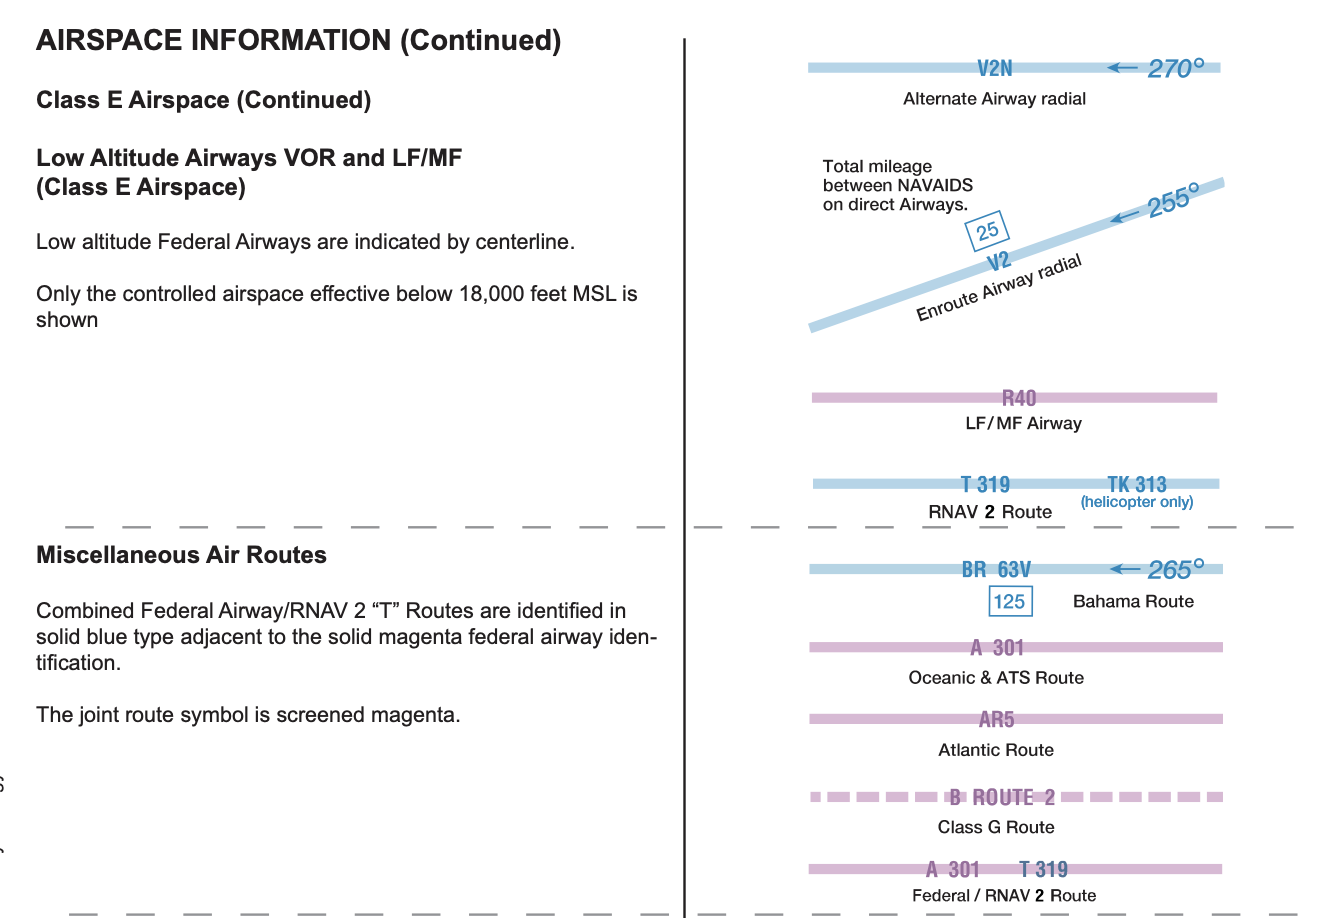 AIRSPACE INFORMATION (Continued)
Class E Airspace (Continued)
Low Altitude Airways VOR and LF/MF
(Class E Airspace)
Low altitude Federal Airways are indicated by centerline.
Only the controlled airspace effective below 18,000 feet MSL is
shown
V2N ← 270°
Alternate Airway radial
Total mileage
between NAVAIDS
on direct Airways.
25
V2 ← 255°
Enroute Airway radial
R40
LF/MF Airway
T 319 TK 313
(helicopter only)
RNAV 2 Route
Miscellaneous Air Routes
Combined Federal Airway/RNAV 2 “T” Routes are identified in
solid blue type adjacent to the solid magenta federal airway iden-
tification.
The joint route symbol is screened magenta.
BR 63V ← 265°
125 Bahama Route
A 301
Oceanic & ATS Route
AR5
Atlantic Route
B ROUTE 2
Class G Route
A 301 T 319
Federal / RNAV 2 Route